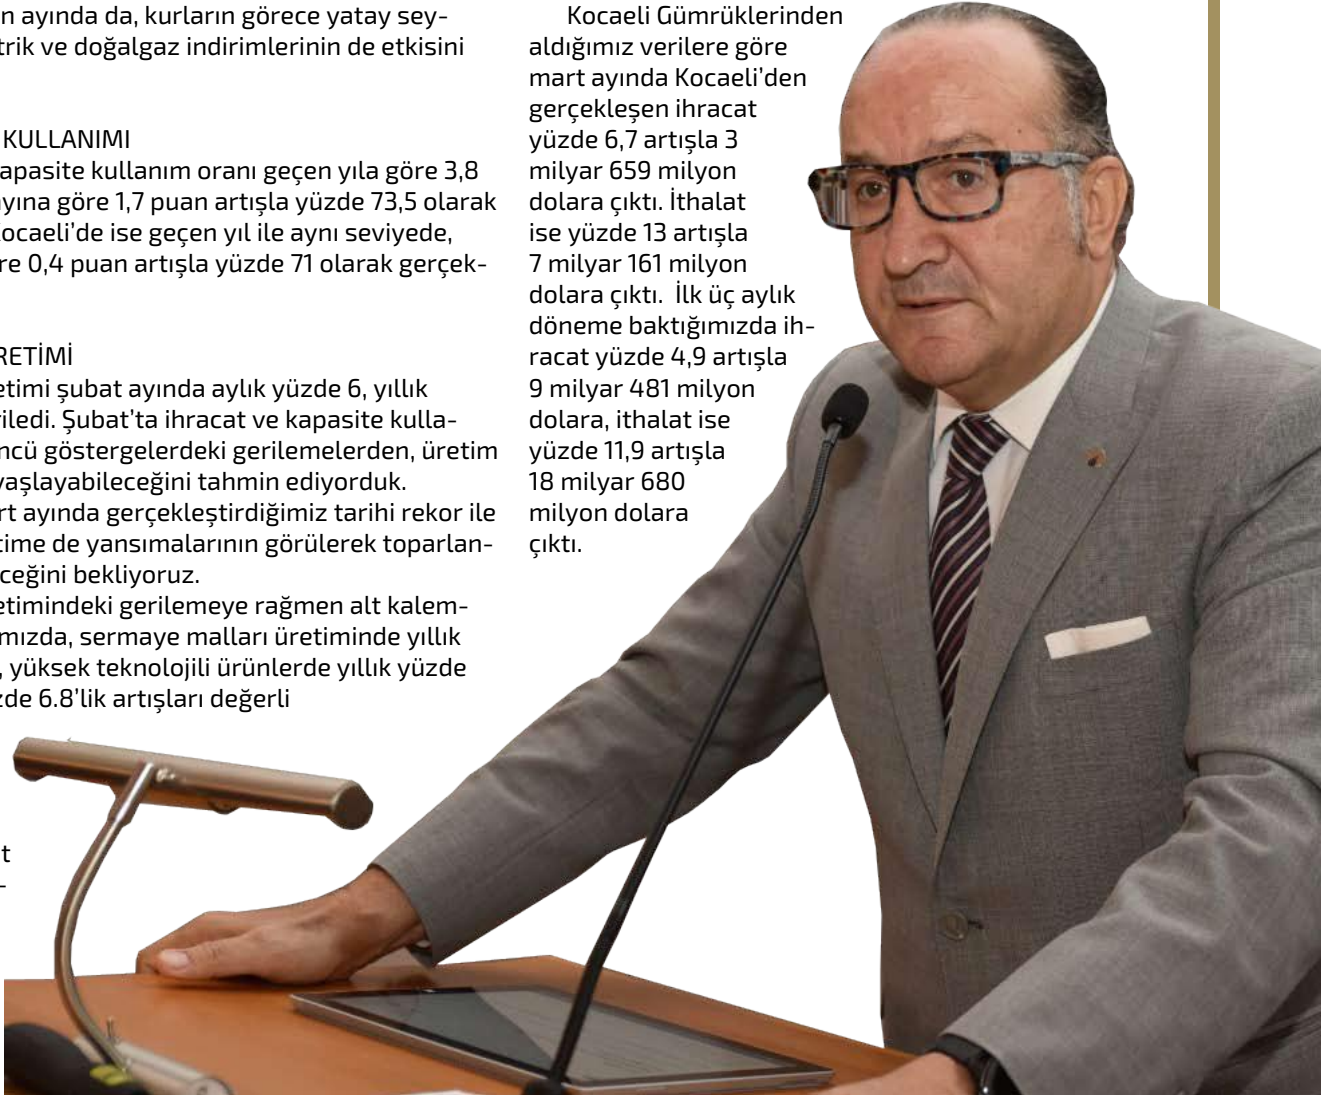 n ayında da, kurların görece yatay sey-
trik ve doğalgaz indirimlerinin de etkisini
KULLANIMI
apasite kullanım oranı geçen yıla göre 3,8
ayına göre 1,7 puan artışla yüzde 73,5 olarak
Kocaeli’de ise geçen yıl ile aynı seviyede,
re 0,4 puan artışla yüzde 71 olarak gerçek-
RETİMİ
etimi şubat ayında aylık yüzde 6, yıllık
riledi. Şubat’ta ihracat ve kapasite kulla-
ncü göstergelerdeki gerilemelerden, üretim
vaşlayabileceğini tahmin ediyorduk.
rt ayında gerçekleştirdiğimiz tarihi rekor ile
time de yansımalarının görülerek toparlan-
ceğini bekliyoruz.
etimindeki gerilemeye rağmen alt kalem-
mızda, sermaye malları üretiminde yıllık
, yüksek teknolojili ürünlerde yıllık yüzde
zde 6.8’lik artışları değerli
t
-
Kocaeli Gümrüklerinden
aldığımız verilere göre
mart ayında Kocaeli’den
gerçekleşen ihracat
yüzde 6,7 artışla 3
milyar 659 milyon
dolara çıktı. İthalat
ise yüzde 13 artışla
7 milyar 161 milyon
dolara çıktı. İlk üç aylık
döneme baktığımızda ih-
racat yüzde 4,9 artışla
9 milyar 481 milyon
dolara, ithalat ise
yüzde 11,9 artışla
18 milyar 680
milyon dolara
çıktı.